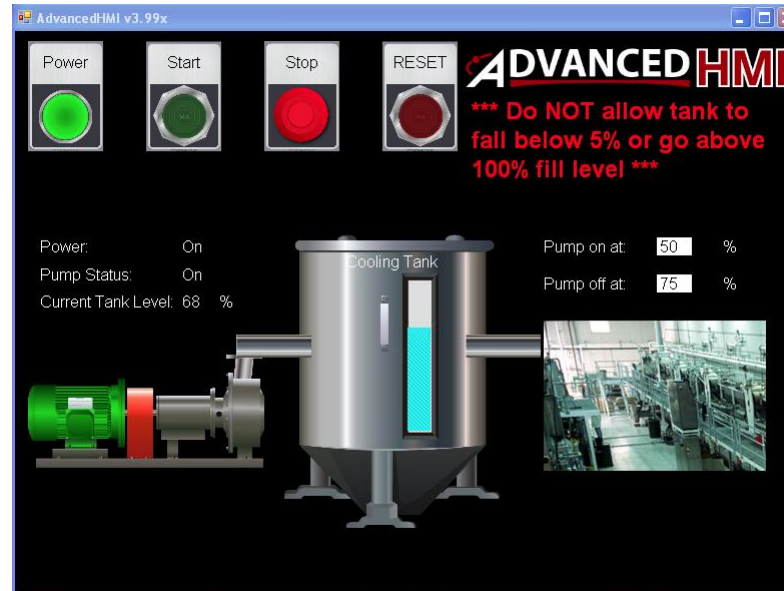 AdvancedHMI v3.99x
Power
Start
Stop
RESET
ADVANCED HMI
*** Do NOT allow tank to
fall below 5% or go above
100% fill level ***
Power: On
Pump Status: On
Current Tank Level: 68 %
Cooling Tank
Pump on at: 50 %
Pump off at: 75 %